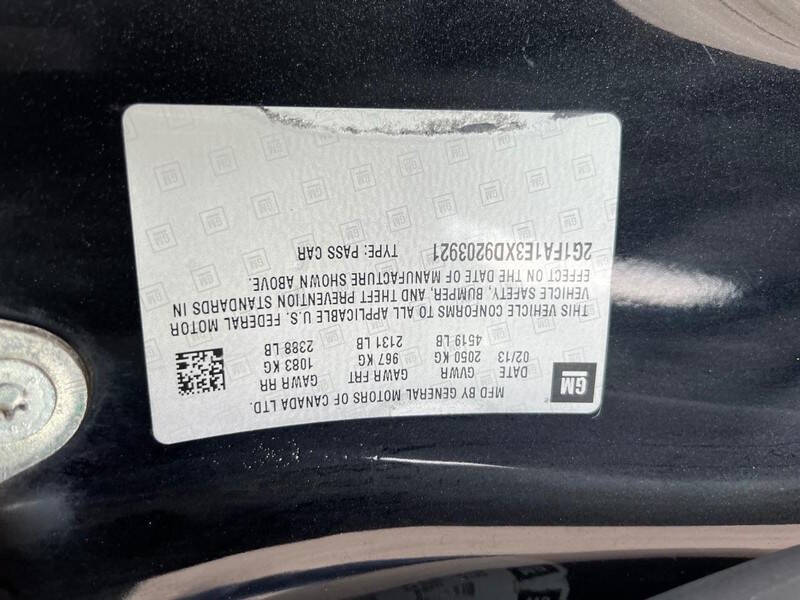 GM
MFD BY GENERAL MOTORS OF CANADA LTD.
DATE GVWR GAWR FRT GAWR RR
02/13 2050 KG 967 KG 1083 KG
4519 LB 2131 LB 2388 LB
THIS VEHICLE CONFORMS TO ALL APPLICABLE U.S. FEDERAL MOTOR
VEHICLE SAFETY, BUMPER, AND THEFT PREVENTION STANDARDS IN
EFFECT ON THE DATE OF MANUFACTURE SHOWN ABOVE.
2G1FA1E3XD9203921 TYPE: PASS CAR